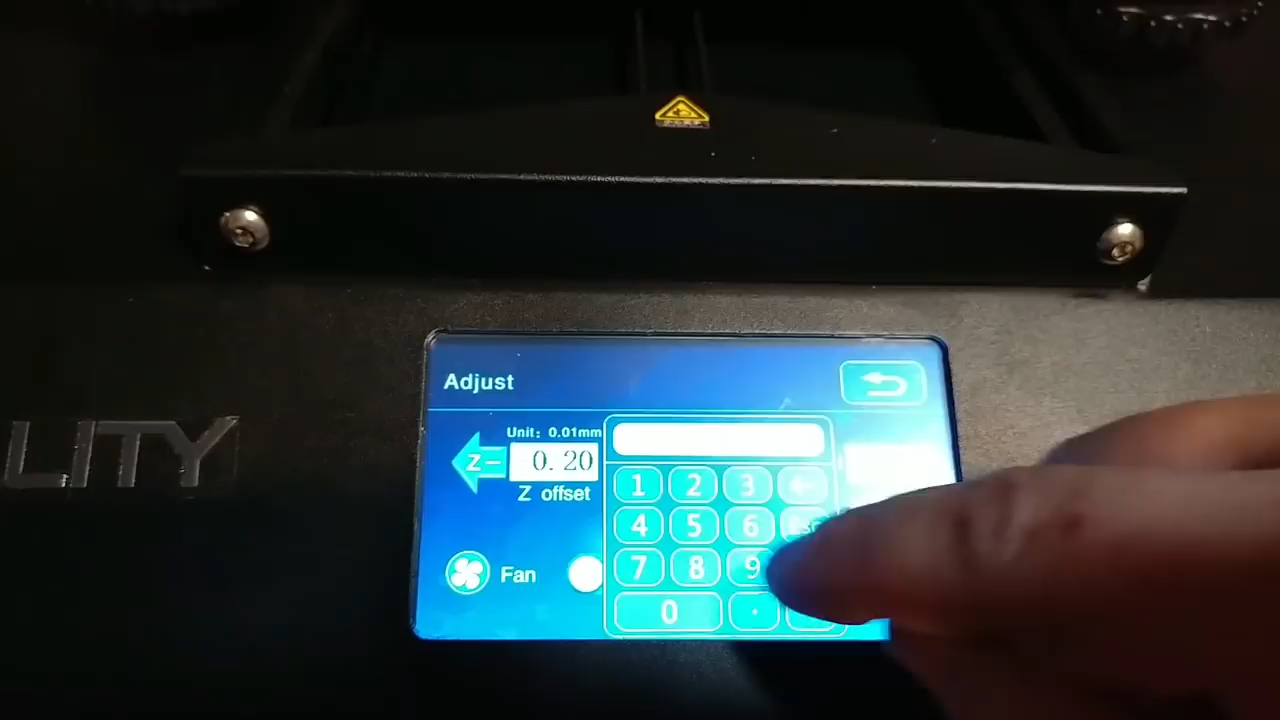 LITY
Adjust
Unit: 0.01mm
Z- 0.20
Z offset
Fan
1 2 3
4 5 6
7 8 9
0 .